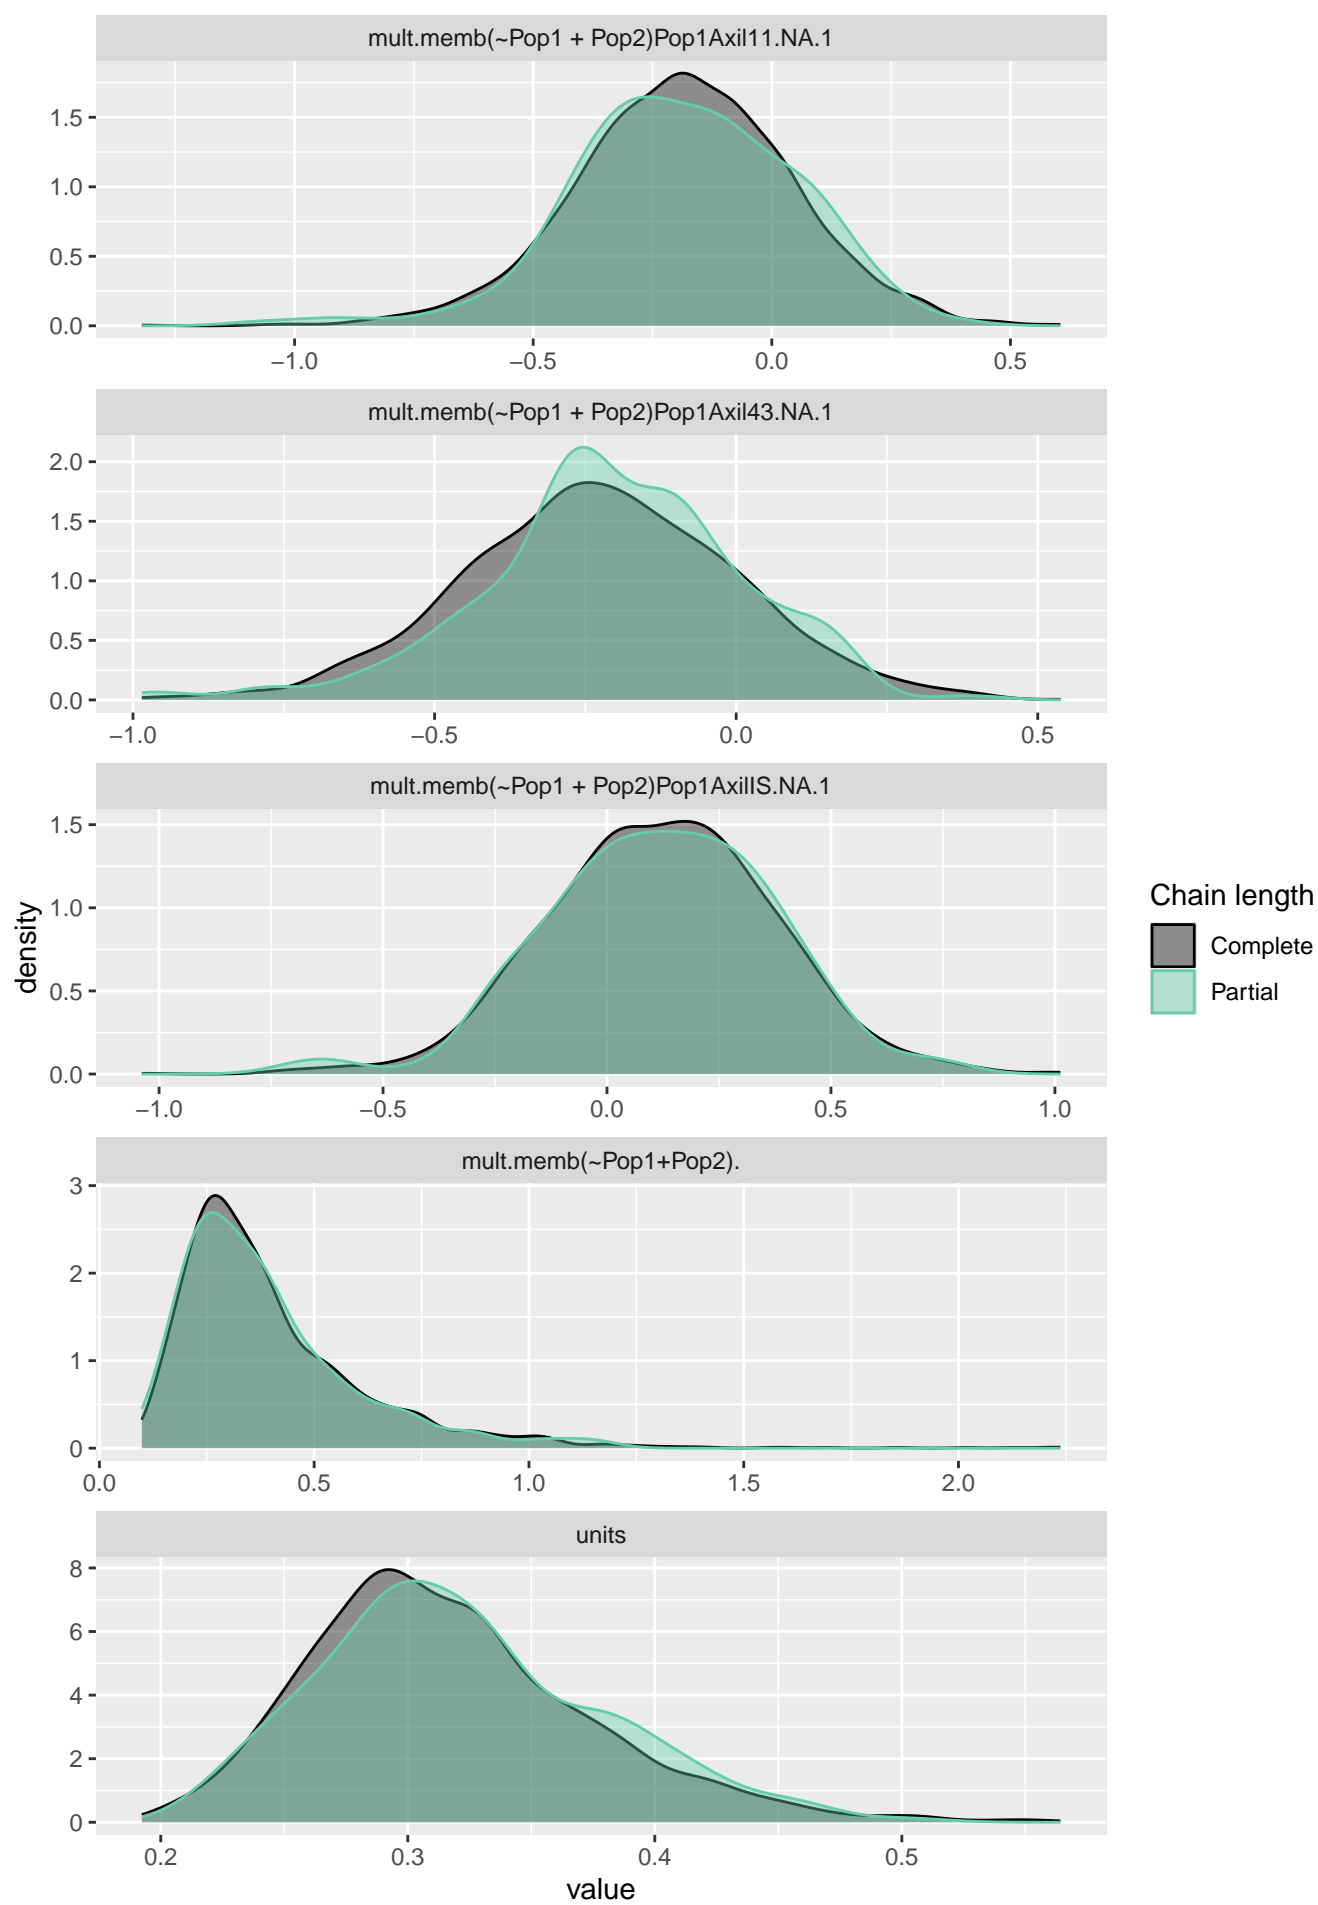 mult.memb(~Pop1 + Pop2)Pop1Axil11.NA.1
1.5
1.0
0.5
0.0
−1.0 −0.5 0.0 0.5
mult.memb(~Pop1 + Pop2)Pop1Axil43.NA.1
2.0
1.5
1.0
0.5
0.0
−1.0 −0.5 0.0 0.5
mult.memb(~Pop1 + Pop2)Pop1AxilIS.NA.1
1.5
1.0
0.5
0.0
−1.0 −0.5 0.0 0.5 1.0
mult.memb(~Pop1+Pop2).
3
2
1
0
0.0 0.5 1.0 1.5 2.0
units
8
6
4
2
0
0.2 0.3 0.4 0.5
value
density
Chain length
Complete
Partial